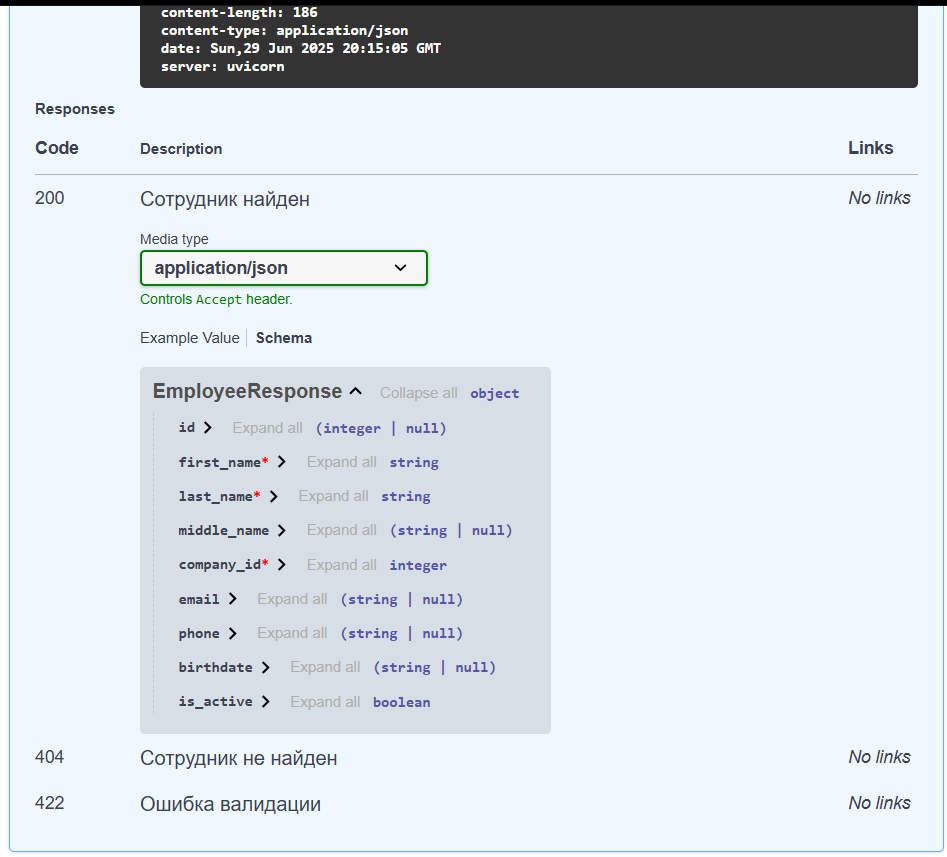 content-length: 186
content-type: application/json
date: Sun,29 Jun 2025 20:15:05 GMT
server: uvicorn
Responses
Code Description Links
200 Сотрудник найден No links
Media type
application/json
Controls Accept header.
Example Value Schema
EmployeeResponse Collapse all object
id Expand all (integer | null)
first_name* Expand all string
last_name* Expand all string
middle_name Expand all (string | null)
company_id* Expand all integer
email Expand all (string | null)
phone Expand all (string | null)
birthdate Expand all (string | null)
is_active Expand all boolean
404 Сотрудник не найден No links
422 Ошибка валидации No links